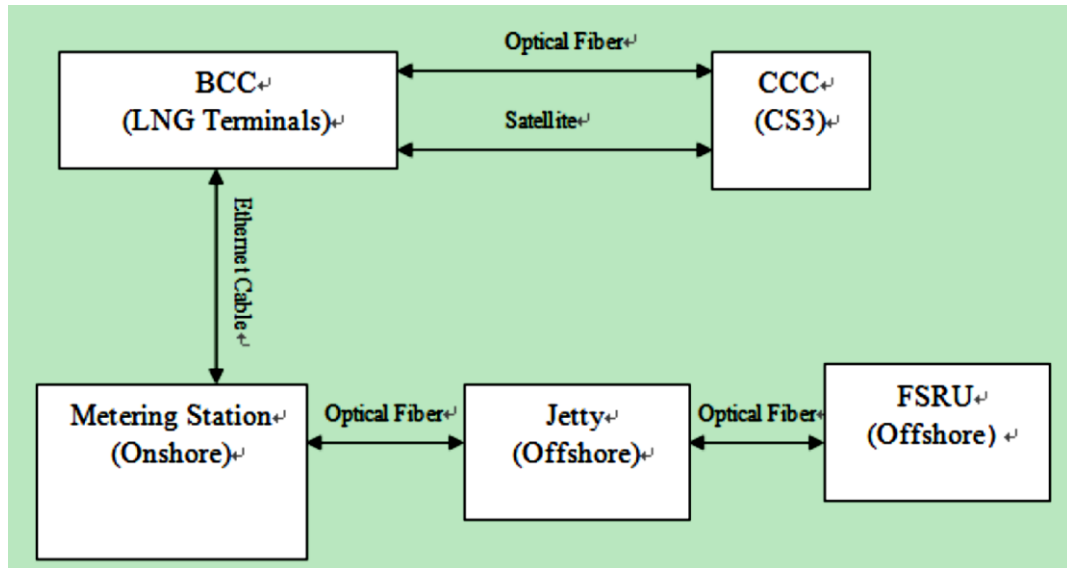 Optical Fiber
BCC
(LNG Terminals)
CCC
(CS3)
Satellite
Ethernet Cable
Metering Station
(Onshore)
Optical Fiber
Jetty
(Offshore)
Optical Fiber
FSRU
(Offshore)